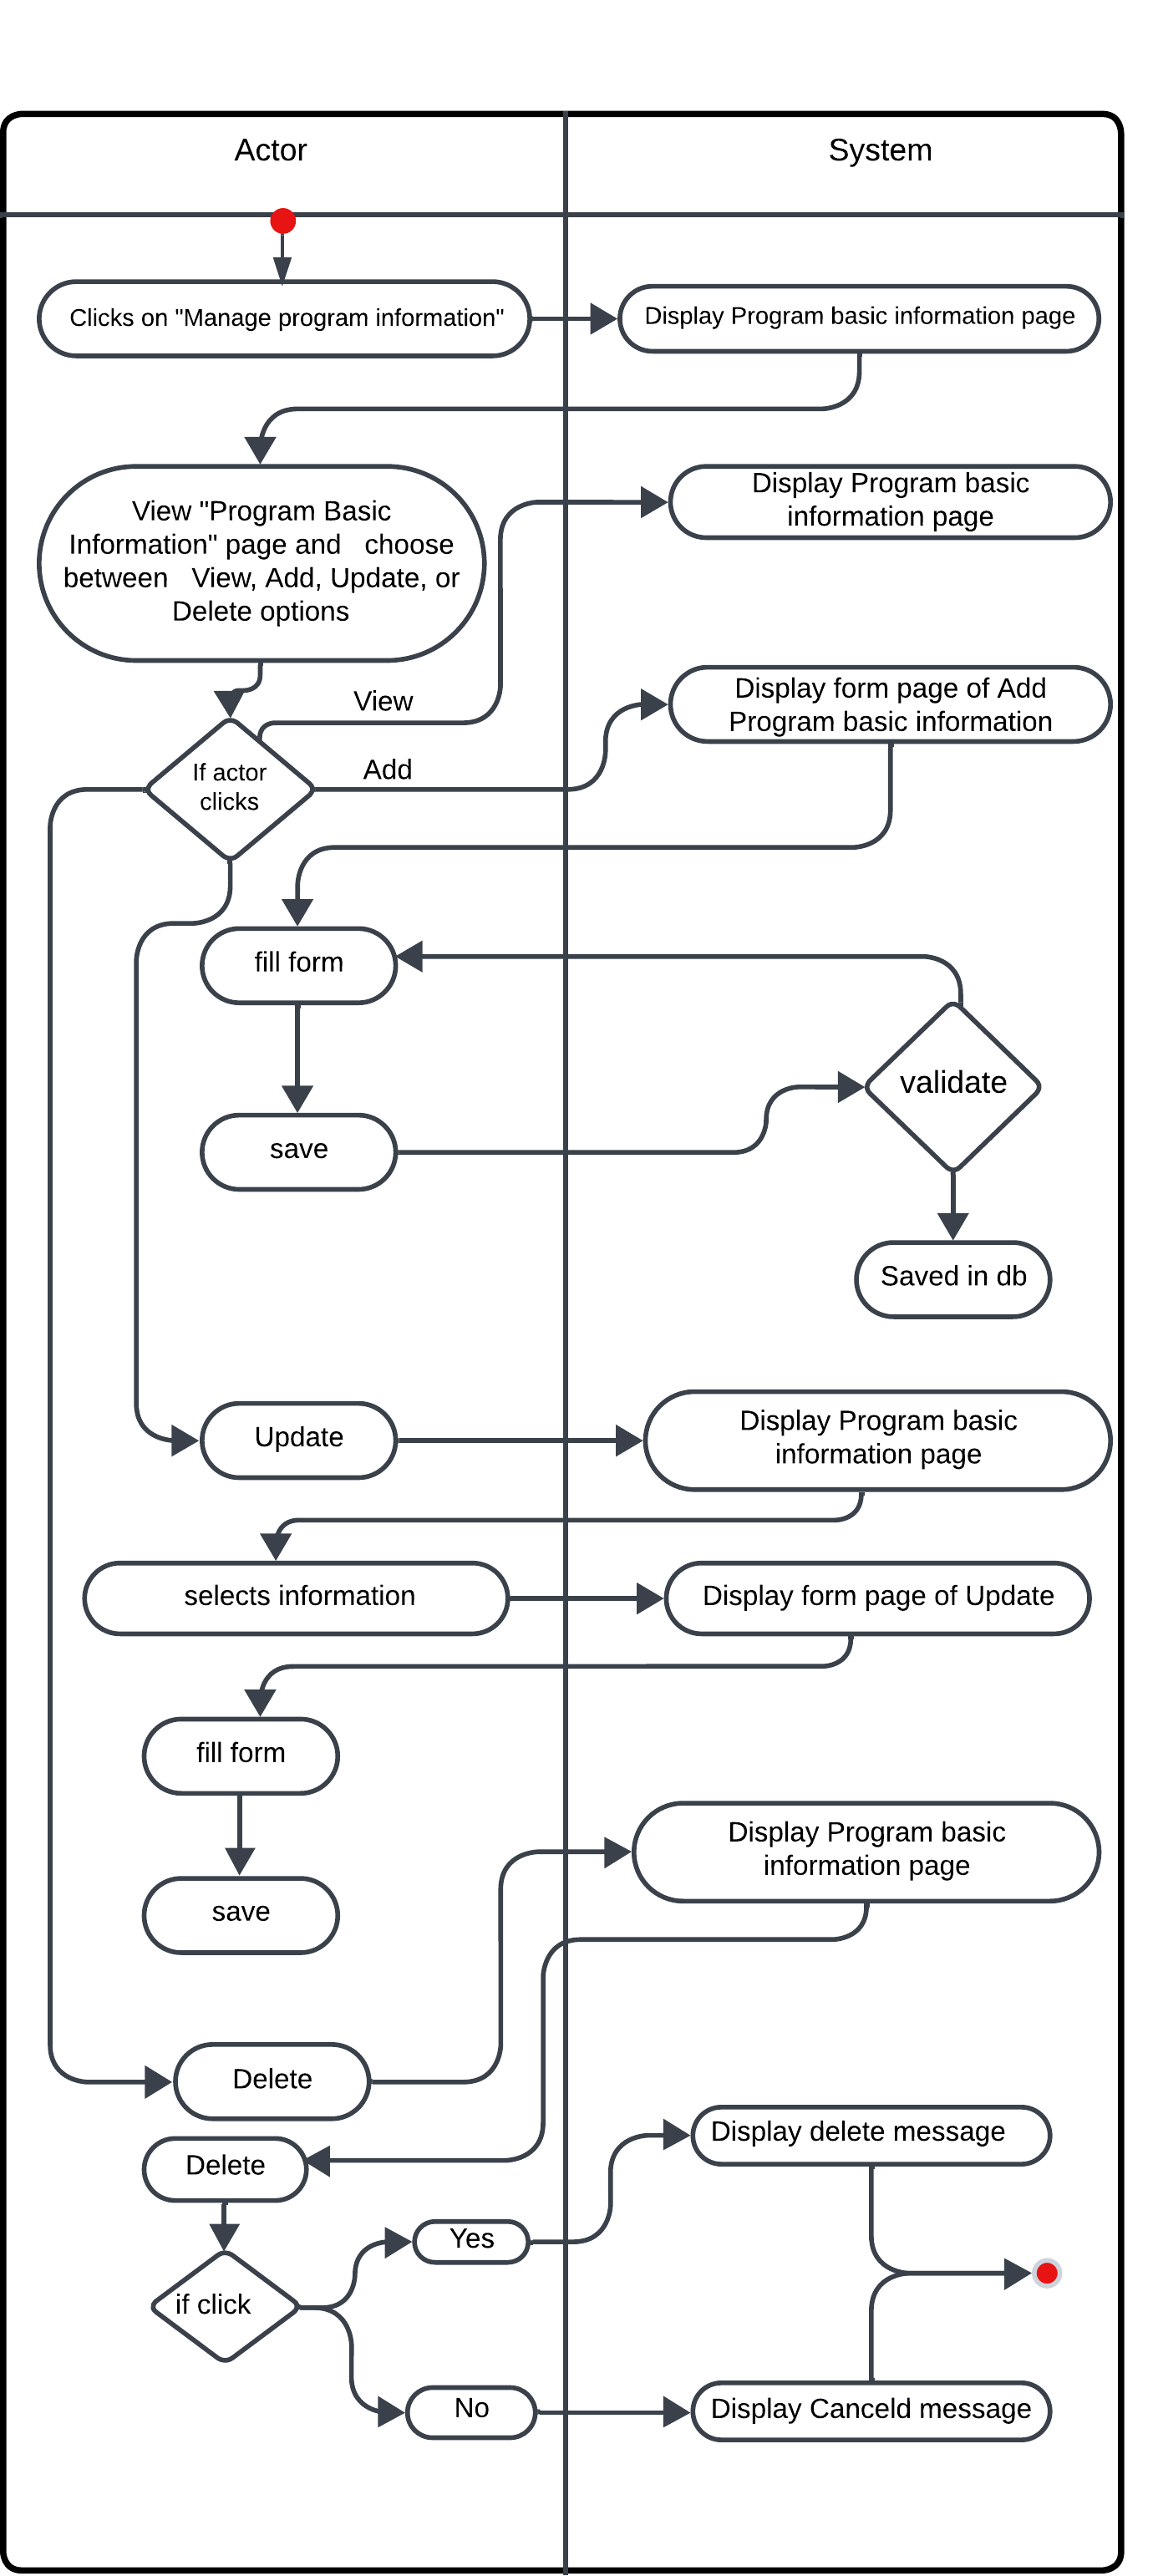 Actor
System
Clicks on "Manage program information"
Display Program basic information page
View "Program Basic
Information" page and   choose
between   View, Add, Update, or
Delete options
Display Program basic
information page
View
Display form page of Add
Program basic information
If actor
clicks
Add
fill form
validate
save
Saved in db
Update
Display Program basic
information page
selects information
Display form page of Update
fill form
Display Program basic
information page
save
Delete
Display delete message
Delete
Yes
if click
No
Display Canceld message